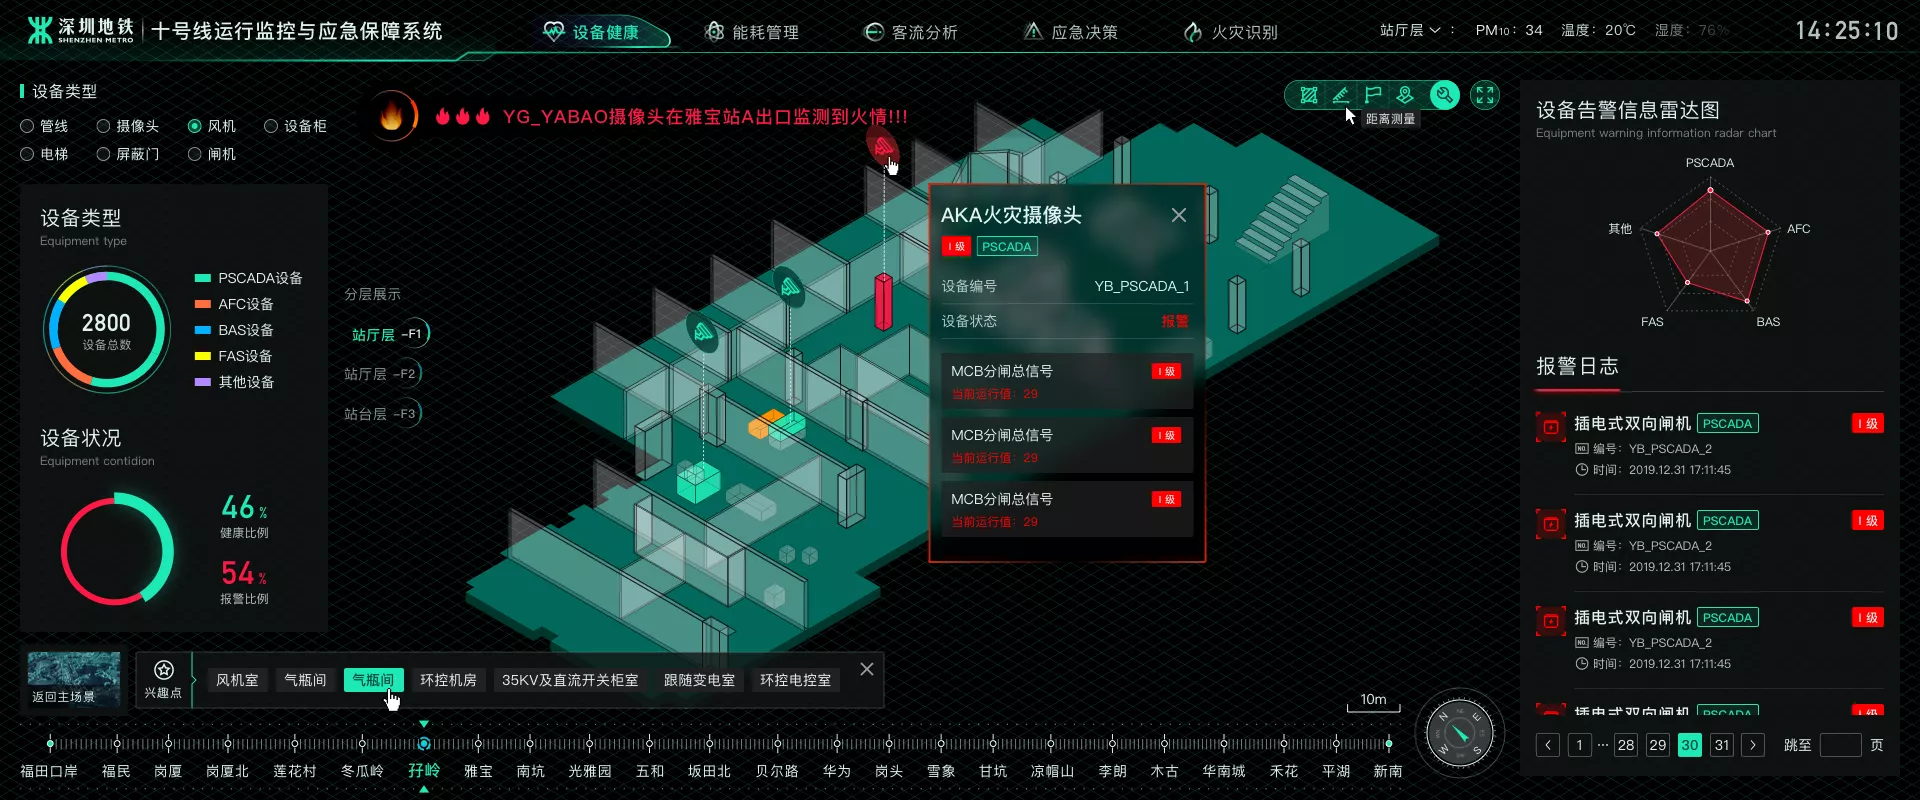 深圳地铁
SHENZHEN METRO
十号线运行监控与应急保障系统
设备健康
能耗管理
客流分析
应急决策
火灾识别
站厅层 :
PM10: 34
温度: 20℃
湿度: 76%
14:25:10
设备类型
管线
摄像头
风机
设备柜
电梯
屏蔽门
闸机
YG_YABAO摄像头在雅宝站A出口监测到火情!!!
距离测量
设备类型
Equipment type
2800
设备总数
PSCADA设备
AFC设备
BAS设备
FAS设备
其他设备
设备状况
Equipment contidion
46%
健康比例
54%
报警比例
分层展示
站厅层 -F1
站厅层 -F2
站台层 -F3
AKA火灾摄像头
I 级
PSCADA
设备编号
YB_PSCADA_1
设备状态
报警
MCB分闸总信号
I 级
当前运行值: 29
MCB分闸总信号
I 级
当前运行值: 29
MCB分闸总信号
I 级
当前运行值: 29
设备告警信息雷达图
Equipment warning information radar chart
PSCADA
AFC
BAS
FAS
其他
报警日志
插电式双向闸机
PSCADA
I 级
NO. 编号: YB_PSCADA_2
时间: 2019.12.31 17:11:45
插电式双向闸机
PSCADA
I 级
NO. 编号: YB_PSCADA_2
时间: 2019.12.31 17:11:45
插电式双向闸机
PSCADA
I 级
NO. 编号: YB_PSCADA_2
时间: 2019.12.31 17:11:45
插电式双向闸机
PSCADA
I 级
< 1 ··· 28 29 30 31 > 跳至 页
返回主场景
兴趣点
风机室
气瓶间
气瓶间
环控机房
35KV及直流开关柜室
跟随变电室
环控电控室
10m
N
E
S
W
福田口岸
福民
岗厦
岗厦北
莲花村
冬瓜岭
孖岭
雅宝
南坑
光雅园
五和
坂田北
贝尔路
华为
岗头
雪象
甘坑
凉帽山
李朗
木古
华南城
禾花
平湖
新南